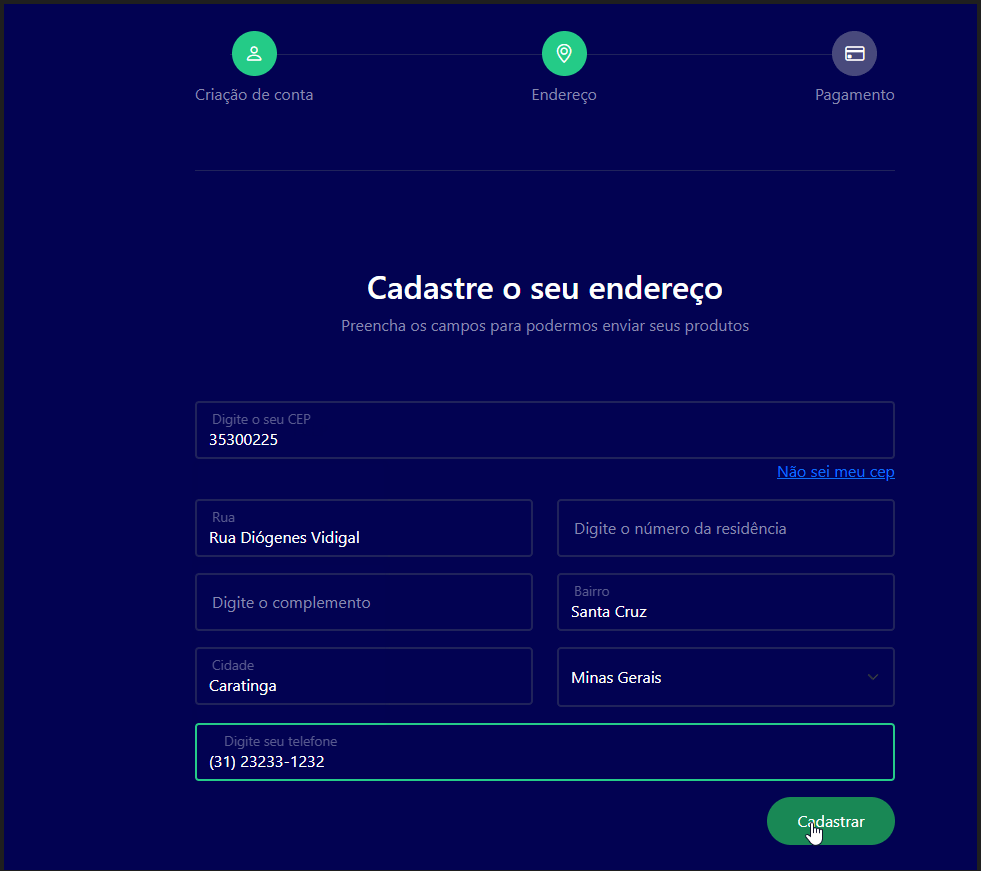 Criação de conta
Endereço
Pagamento
Cadastre o seu endereço
Preencha os campos para podermos enviar seus produtos
Digite o seu CEP
35300225
Não sei meu cep
Rua
Rua Diógenes Vidigal
Digite o número da residência
Digite o complemento
Bairro
Santa Cruz
Cidade
Caratinga
Minas Gerais
Digite seu telefone
(31) 23233-1232
Cadastrar